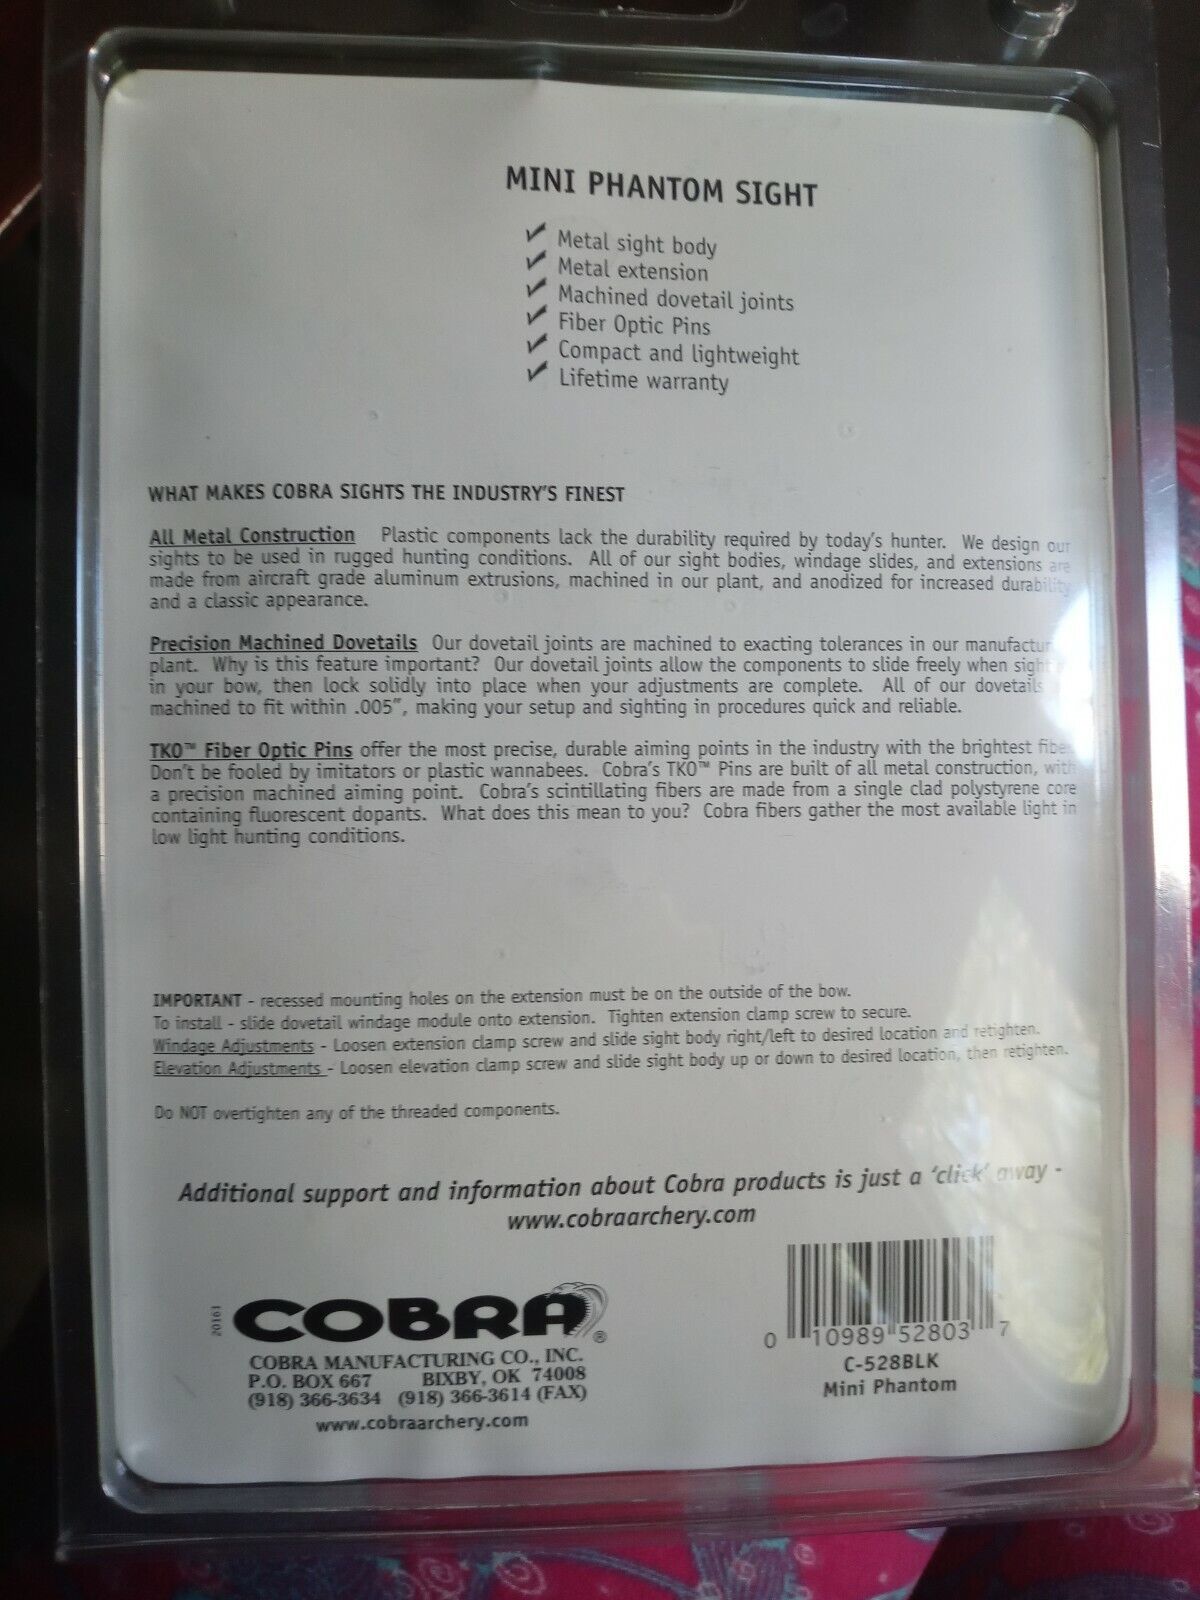 MINI PHANTOM SIGHT
✔ Metal sight body
✔ Metal extension
✔ Machined dovetail joints
✔ Fiber Optic Pins
✔ Compact and lightweight
✔ Lifetime warranty
WHAT MAKES COBRA SIGHTS THE INDUSTRY'S FINEST
All Metal Construction Plastic components lack the durability required by today's hunter. We design our
sights to be used in rugged hunting conditions. All of our sight bodies, windage slides, and extensions are
made from aircraft grade aluminum extrusions, machined in our plant, and anodized for increased durability
and a classic appearance.
Precision Machined Dovetails Our dovetail joints are machined to exacting tolerances in our
plant. Why is this feature important? Our dovetail joints allow the components to slide freely when
in your bow, then lock solidly into place when your adjustments are complete. All of our dovetails
machined to fit within .005", making your setup and sighting in procedures quick and reliable.
TKO™ Fiber Optic Pins offer the most precise, durable aiming points in the industry with the brightest
Don't be fooled by imitators or plastic wannabees. Cobra's TKO™ Pins are built of all metal construction, with
a precision machined aiming point. Cobra's scintillating fibers are made from a single clad polystyrene core
containing fluorescent dopants. What does this mean to you? Cobra fibers gather the most available light in
low light hunting conditions.
IMPORTANT - recessed mounting holes on the extension must be on the outside of the bow.
To install - slide dovetail windage module onto extension. Tighten extension clamp screw to secure.
Windage Adjustments - Loosen extension clamp screw and slide sight body right/left to desired location and retighten.
Elevation Adjustments - Loosen elevation clamp screw and slide sight body up or down to desired location, then retighten.
Do NOT overtighten any of the threaded components.
Additional support and information about Cobra products is just a 'click' away -
www.cobraarchery.com
20161
COBRA®
COBRA MANUFACTURING CO., INC.
P.O. BOX 667 BIXBY, OK 74008
(918) 366-3634 (918) 366-3614 (FAX)
www.cobraarchery.com
0 10989 52803 7
C-528BLK
Mini Phantom